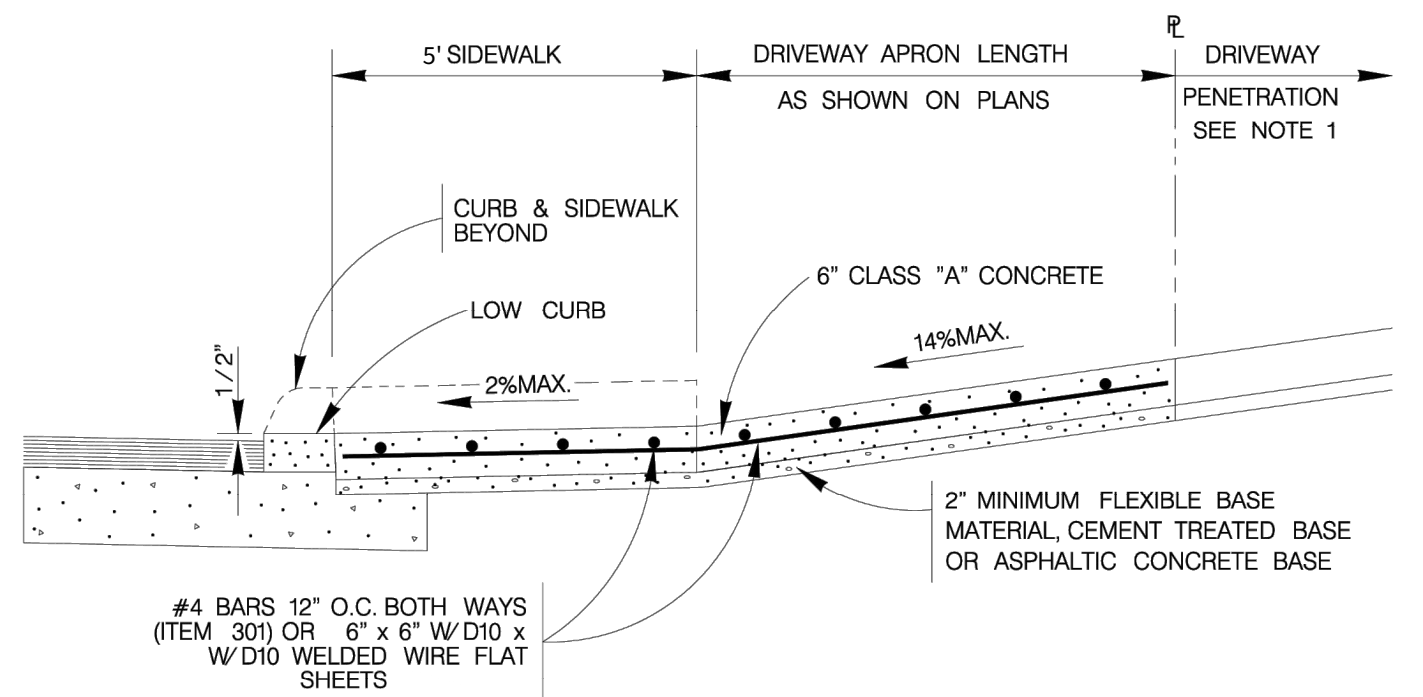 ℄
5' SIDEWALK
DRIVEWAY APRON LENGTH
AS SHOWN ON PLANS
DRIVEWAY
PENETRATION
SEE NOTE 1
CURB & SIDEWALK
BEYOND
6" CLASS "A" CONCRETE
LOW CURB
14%MAX.
1/2"
2%MAX.
2" MINIMUM FLEXIBLE BASE
MATERIAL, CEMENT TREATED BASE
OR ASPHALTIC CONCRETE BASE
#4 BARS 12" O.C. BOTH WAYS
(ITEM 301) OR 6" x 6" W/D10 x
W/D10 WELDED WIRE FLAT
SHEETS